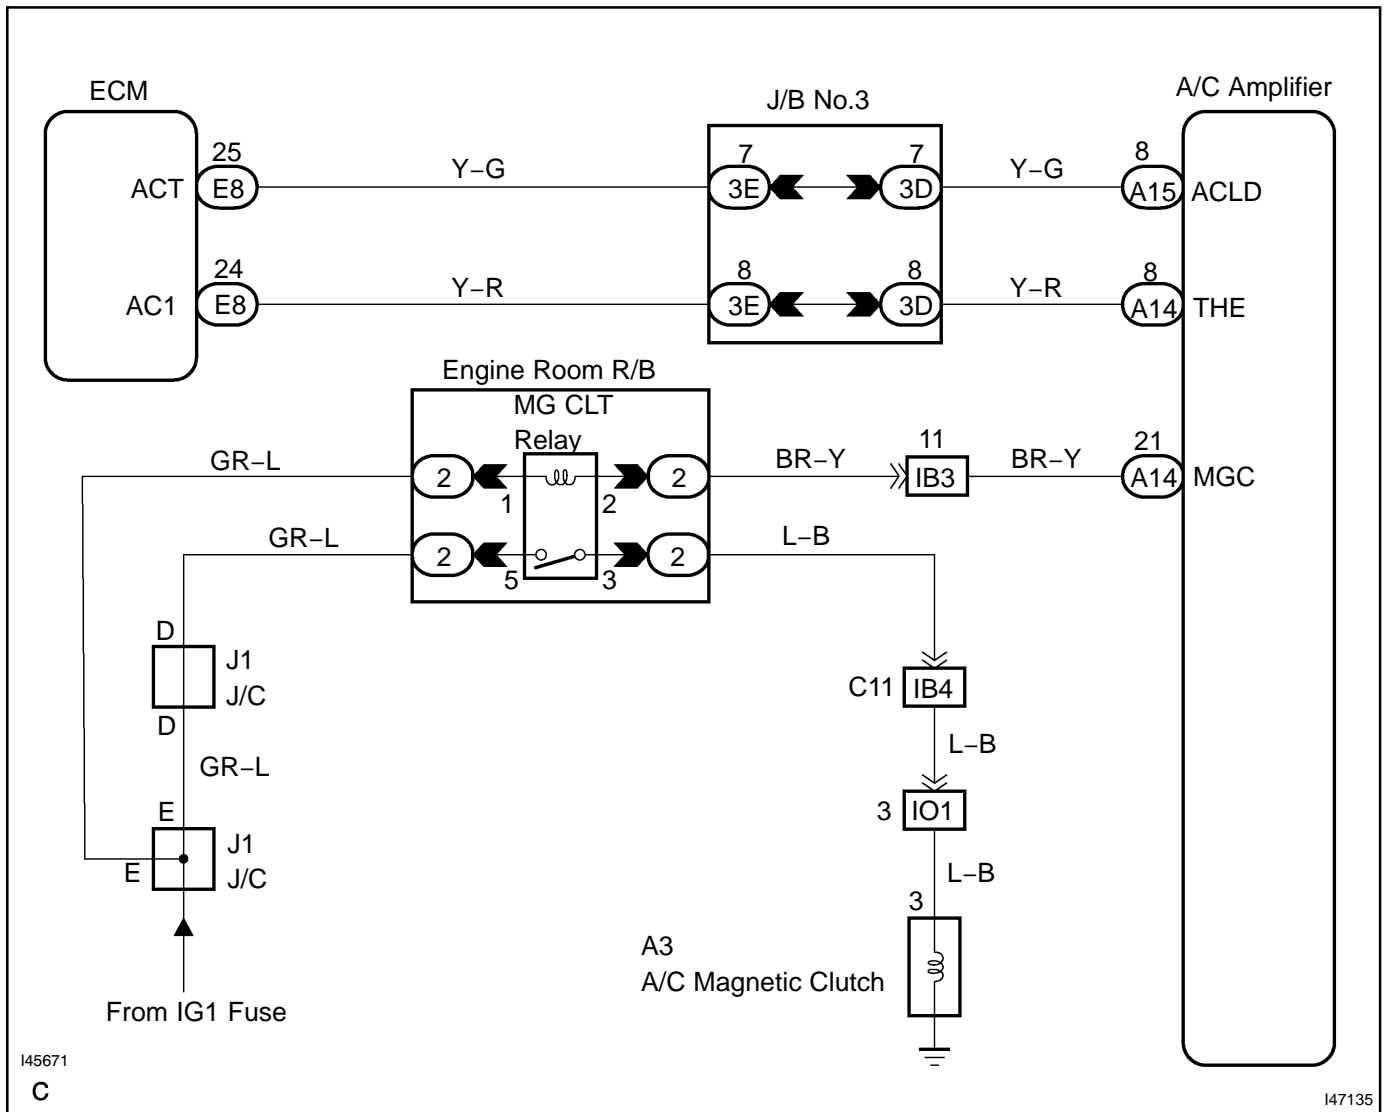 ECM
J/B No.3
A/C Amplifier
25
Y–G
7
7
Y–G
8
ACT
E8
3E
3D
A15
ACLD
24
Y–R
8
8
Y–R
8
AC1
E8
3E
3D
A14
THE
Engine Room R/B
MG CLT
Relay
GR–L
BR–Y
11
BR–Y
21
2
1
2
2
IB3
A14
MGC
GR–L
L–B
2
5
3
2
D
J1
J/C
D
C11
IB4
GR–L
L–B
E
3
IO1
J1
E
J/C
L–B
3
A3
A/C Magnetic Clutch
From IG1 Fuse
I45671
C
I47135